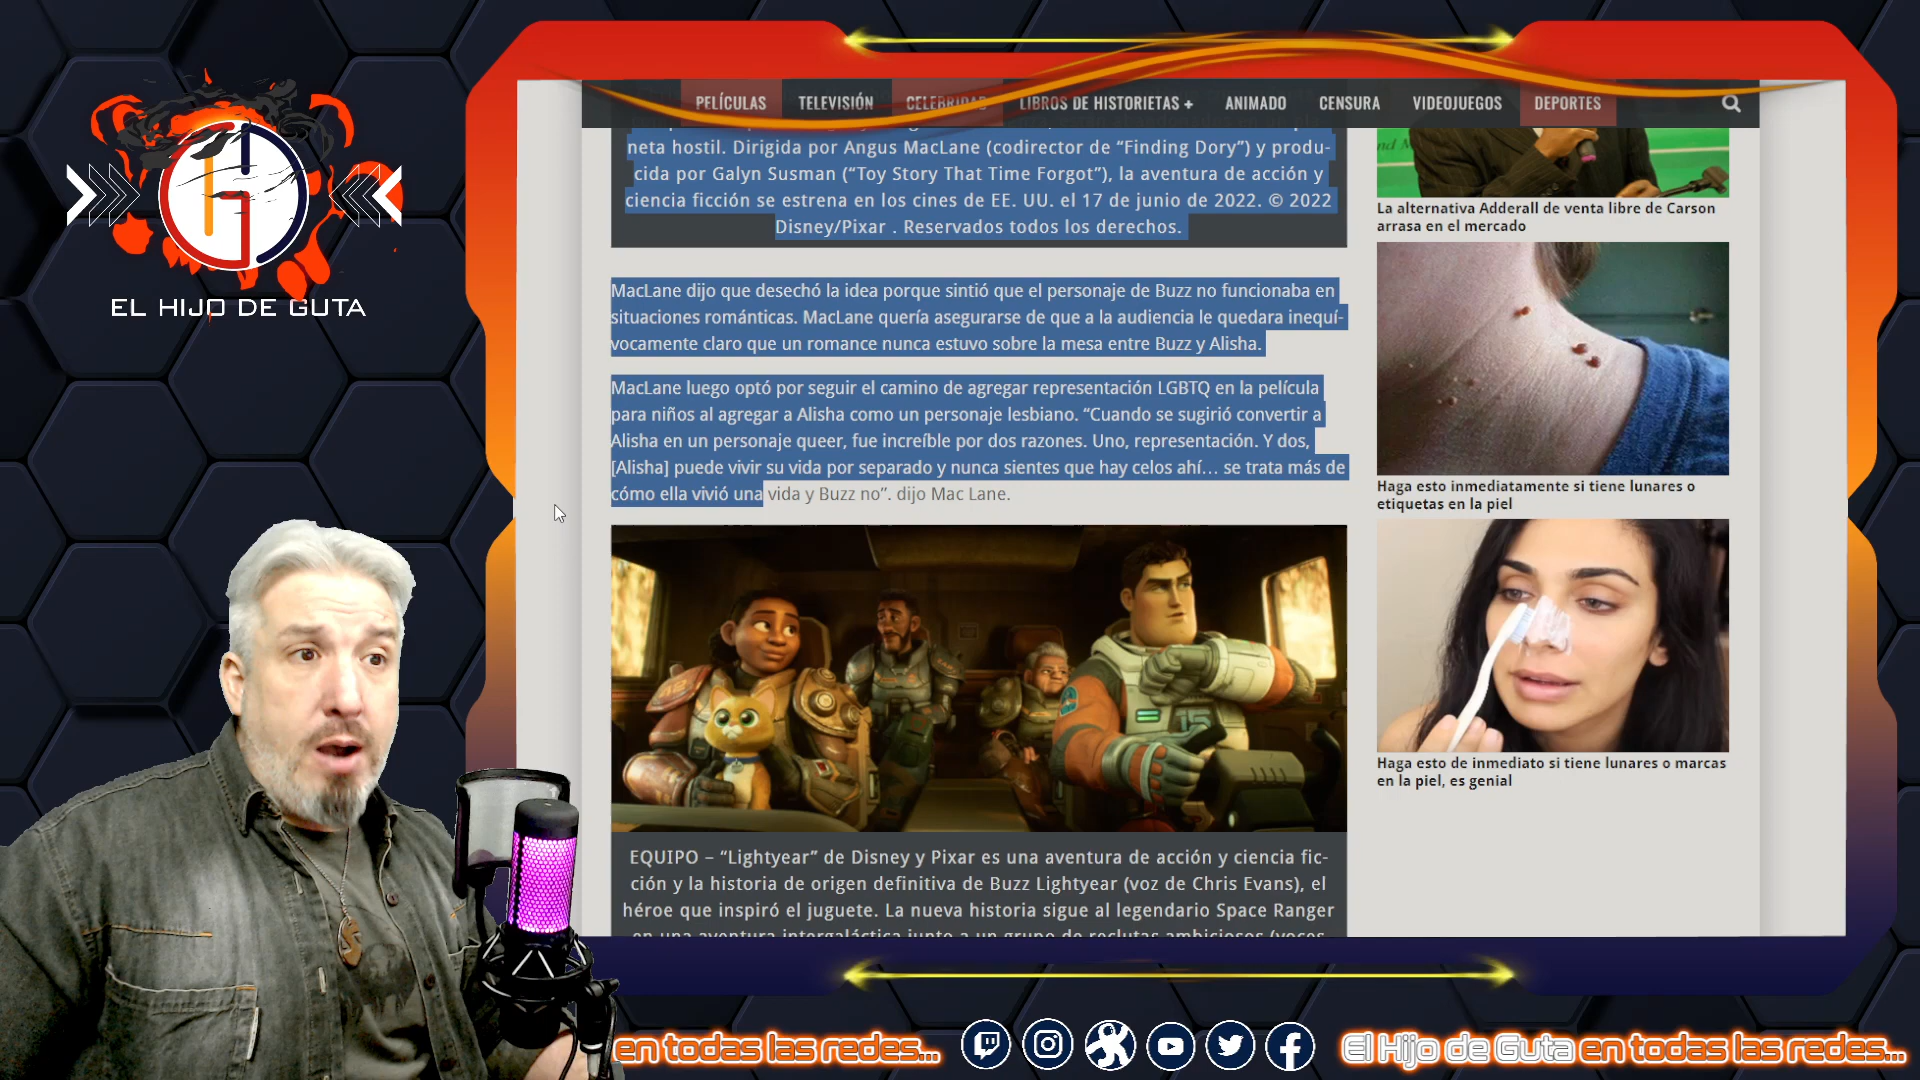 EL HIJO DE GUTA
PELÍCULAS TELEVISIÓN CELEBRIDAD LIBROS DE HISTORIETAS + ANIMADO CENSURA VIDEOJUEGOS DEPORTES
neta hostil. Dirigida por Angus MacLane (codirector de “Finding Dory”) y produ-
cida por Galyn Susman (“Toy Story That Time Forgot”), la aventura de acción y
ciencia ficción se estrena en los cines de EE. UU. el 17 de junio de 2022. © 2022
Disney/Pixar . Reservados todos los derechos.
MacLane dijo que desechó la idea porque sintió que el personaje de Buzz no funcionaba en
situaciones románticas. MacLane quería asegurarse de que a la audiencia le quedara inequí-
vocamente claro que un romance nunca estuvo sobre la mesa entre Buzz y Alisha.
MacLane luego optó por seguir el camino de agregar representación LGBTQ en la película
para niños al agregar a Alisha como un personaje lesbiano. “Cuando se sugirió convertir a
Alisha en un personaje queer, fue increíble por dos razones. Uno, representación. Y dos,
[Alisha] puede vivir su vida por separado y nunca sientes que hay celos ahí… se trata más de
cómo ella vivió una vida y Buzz no”. dijo Mac Lane.
EQUIPO – “Lightyear” de Disney y Pixar es una aventura de acción y ciencia fic-
ción y la historia de origen definitiva de Buzz Lightyear (voz de Chris Evans), el
héroe que inspiró el juguete. La nueva historia sigue al legendario Space Ranger
en una aventura intergaláctica junto a un grupo de reclutas ambiciosos (voces
La alternativa Adderall de venta libre de Carson
arrasa en el mercado
Haga esto inmediatamente si tiene lunares o
etiquetas en la piel
Haga esto de inmediato si tiene lunares o marcas
en la piel, es genial
en todas las redes...
El Hijo de Guta en todas las redes...